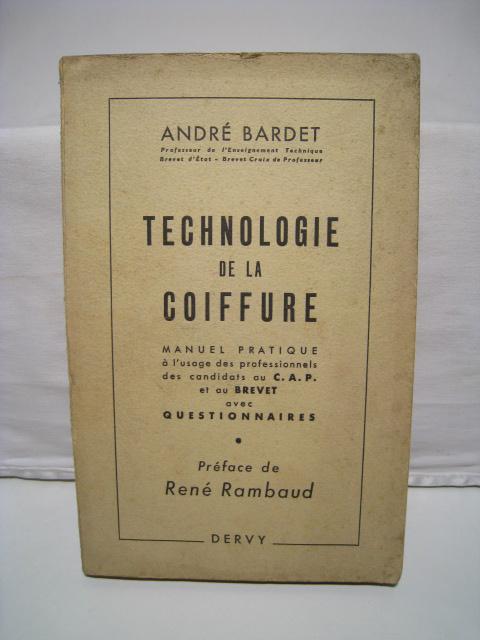 ANDRÉ BARDET
Professeur de l'Enseignement Technique
Brevet d'État - Brevet Croix de Professeur
TECHNOLOGIE
DE LA
COIFFURE
MANUEL PRATIQUE
à l'usage des professionnels
des candidats au C.A.P.
et au BREVET
avec
QUESTIONNAIRES
Préface de
René Rambaud
DERVY